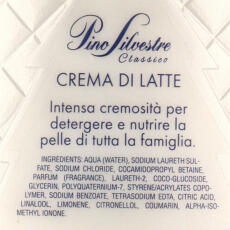 Pino Silvestre
Classico
CREMA DI LATTE
Intensa cremosità per
detergere e nutrire la
pelle di tutta la famiglia.
INGREDIENTS: AQUA (WATER), SODIUM LAURETH SUL-
FATE, SODIUM CHLORIDE, COCAMIDOPROPYL BETAINE,
PARFUM (FRAGRANCE), LAURETH-2, COCO-GLUCOSIDE,
GLYCERIN, POLYQUATERNIUM-7, STYRENE/ACRYLATES COPO-
LYMER, SODIUM BENZOATE, TETRASODIUM EDTA, CITRIC ACID,
LINALOOL, LIMONENE, CITRONELLOL, COUMARIN, ALPHA-ISO-
METHYL IONONE.